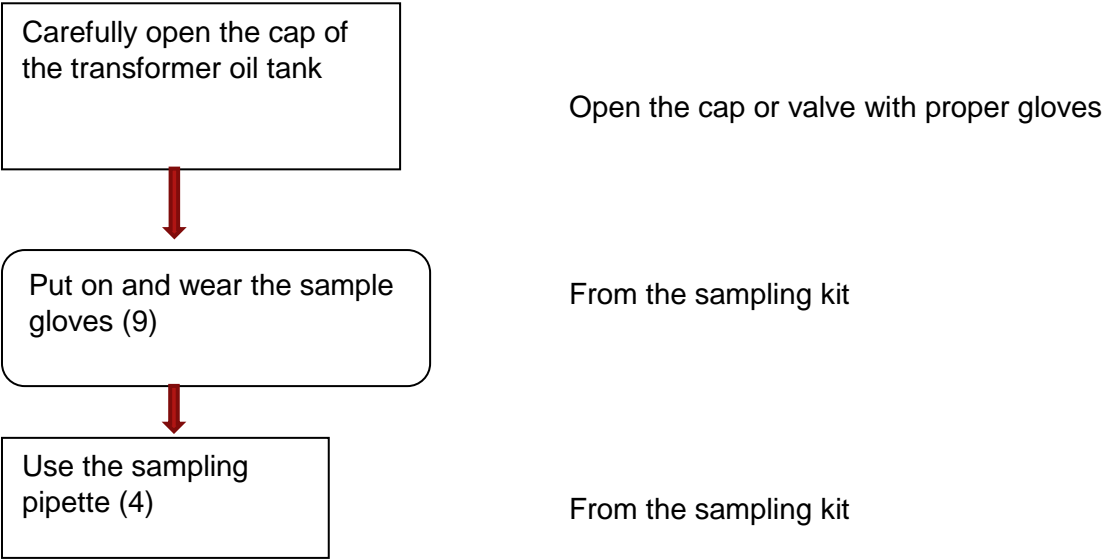 Carefully open the cap of
the transformer oil tank
Open the cap or valve with proper gloves
Put on and wear the sample
gloves (9)
From the sampling kit
Use the sampling
pipette (4)
From the sampling kit